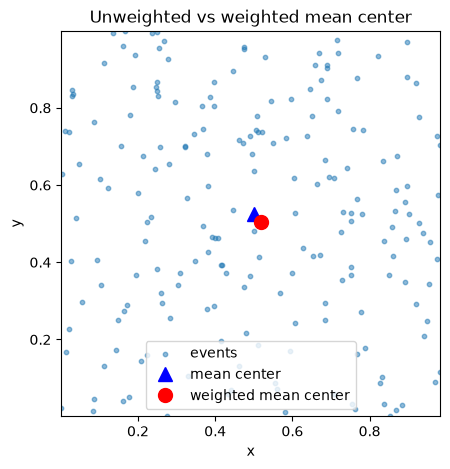 Unweighted vs weighted mean center
0.8
0.6
0.4
0.2
y
events
mean center
weighted mean center
0.2
0.4
0.6
0.8
x